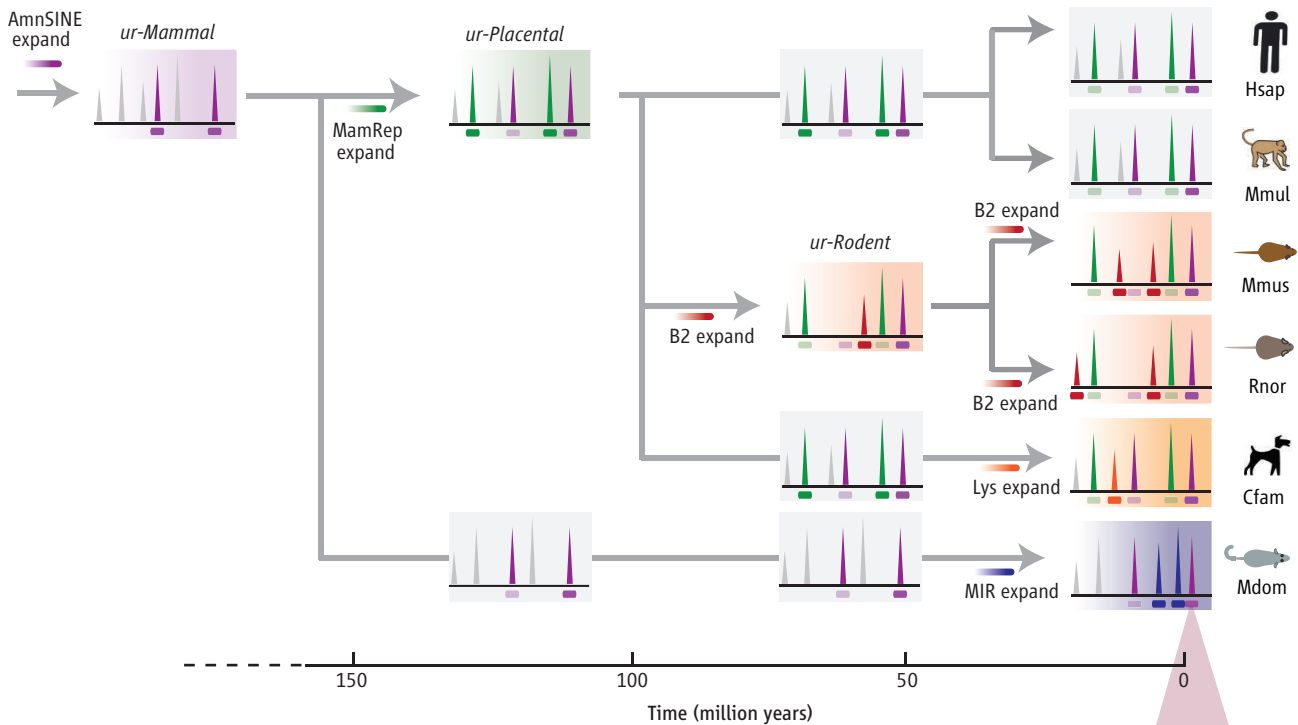 AmnSINE
expand
ur-Mammal
MamRep
expand
ur-Placental
B2 expand
ur-Rodent
B2 expand
B2 expand
Lys expand
MIR expand
Hsap
Mmul
Mmus
Rnor
Cfam
Mdom
150
100
50
0
Time (million years)